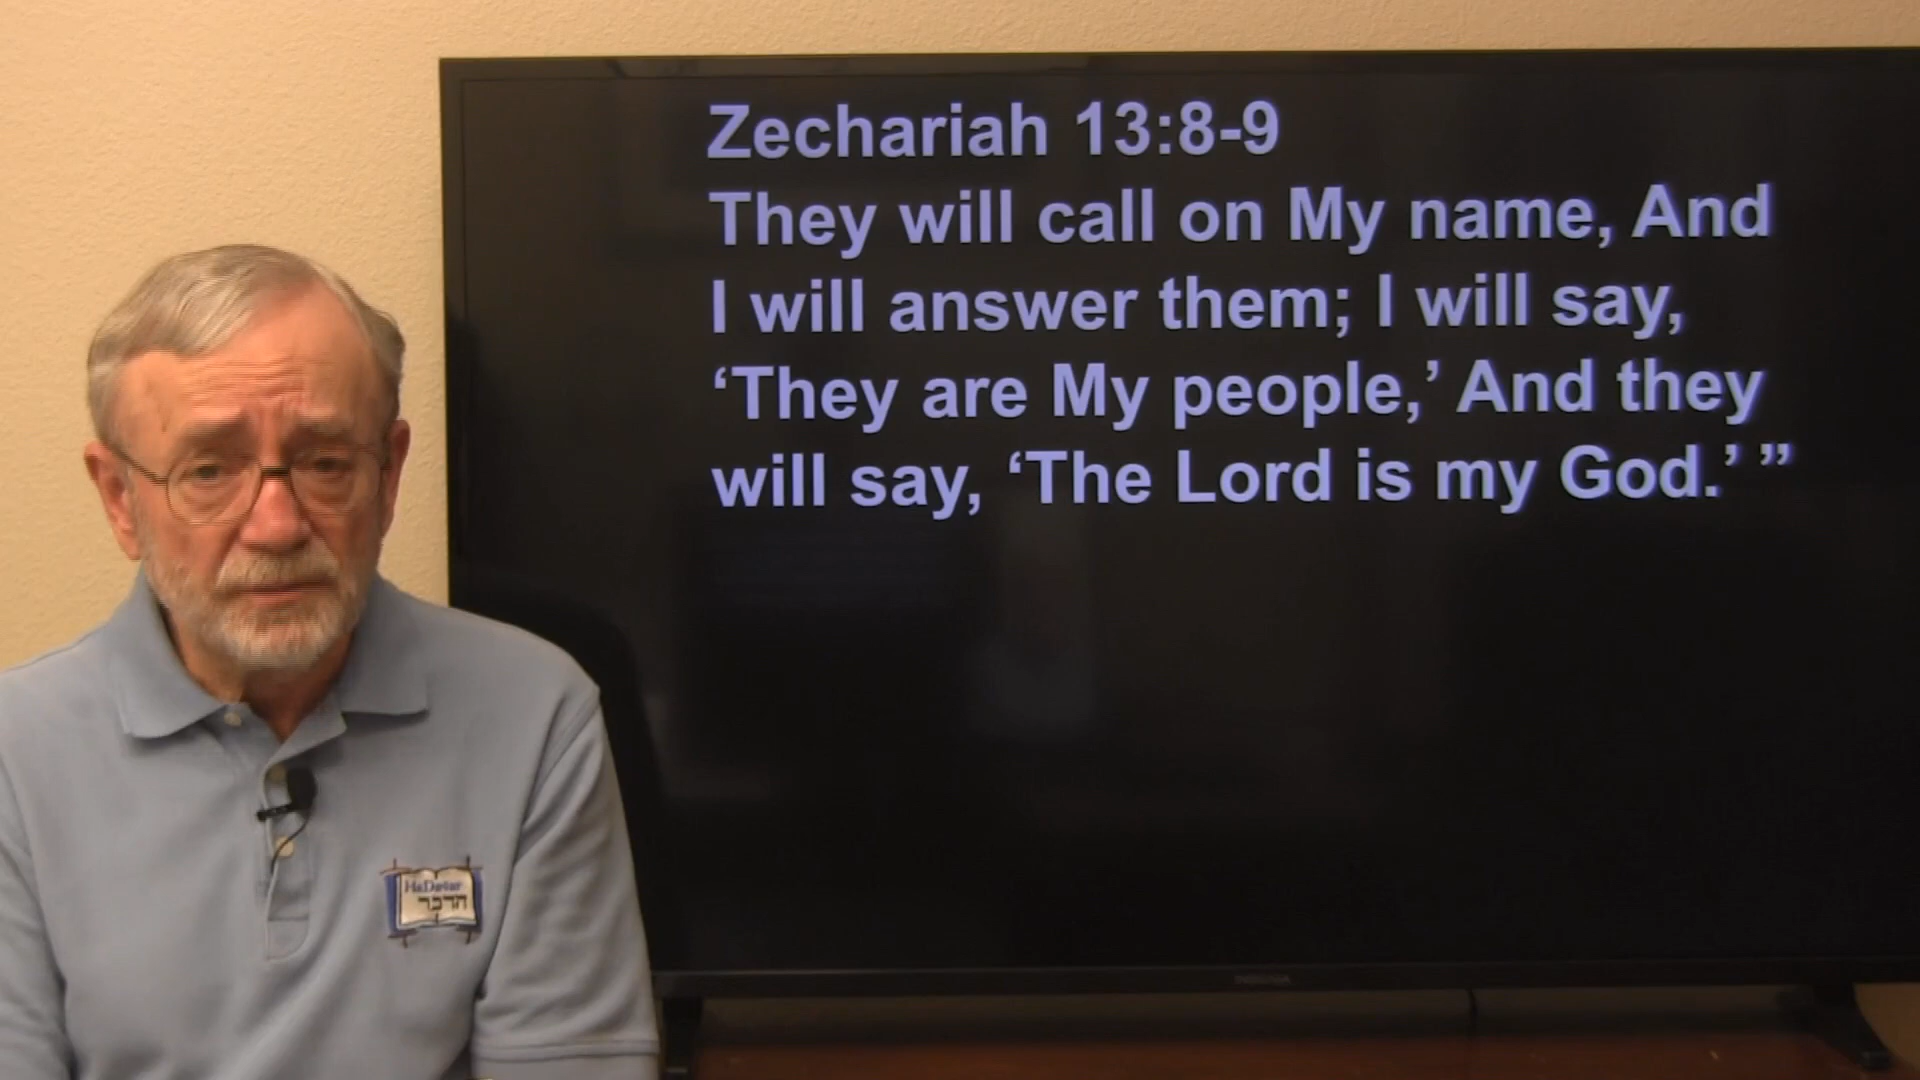 Zechariah 13:8-9
They will call on My name, And
I will answer them; I will say,
‘They are My people,’ And they
will say, ‘The Lord is my God.’ ”
HaDavar
הדבר